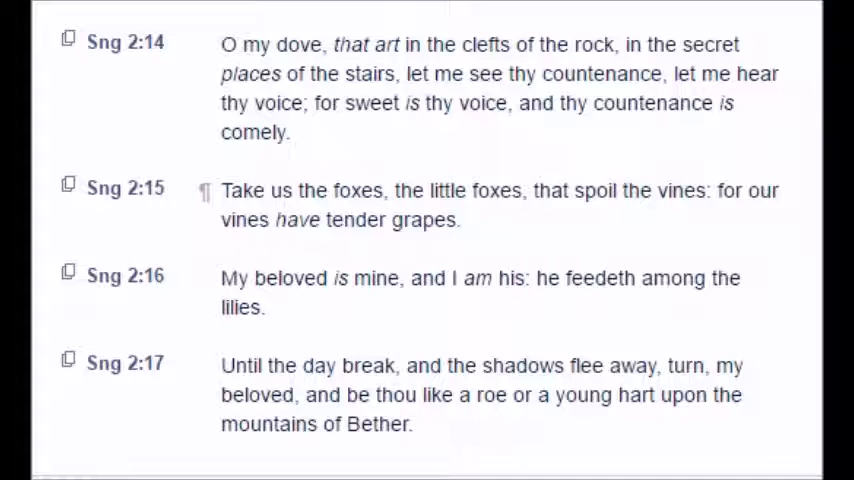 Sng 2:14 O my dove, that art in the clefts of the rock, in the secret
places of the stairs, let me see thy countenance, let me hear
thy voice; for sweet is thy voice, and thy countenance is
comely.
Sng 2:15 ¶ Take us the foxes, the little foxes, that spoil the vines: for our
vines have tender grapes.
Sng 2:16 My beloved is mine, and I am his: he feedeth among the
lilies.
Sng 2:17 Until the day break, and the shadows flee away, turn, my
beloved, and be thou like a roe or a young hart upon the
mountains of Bether.